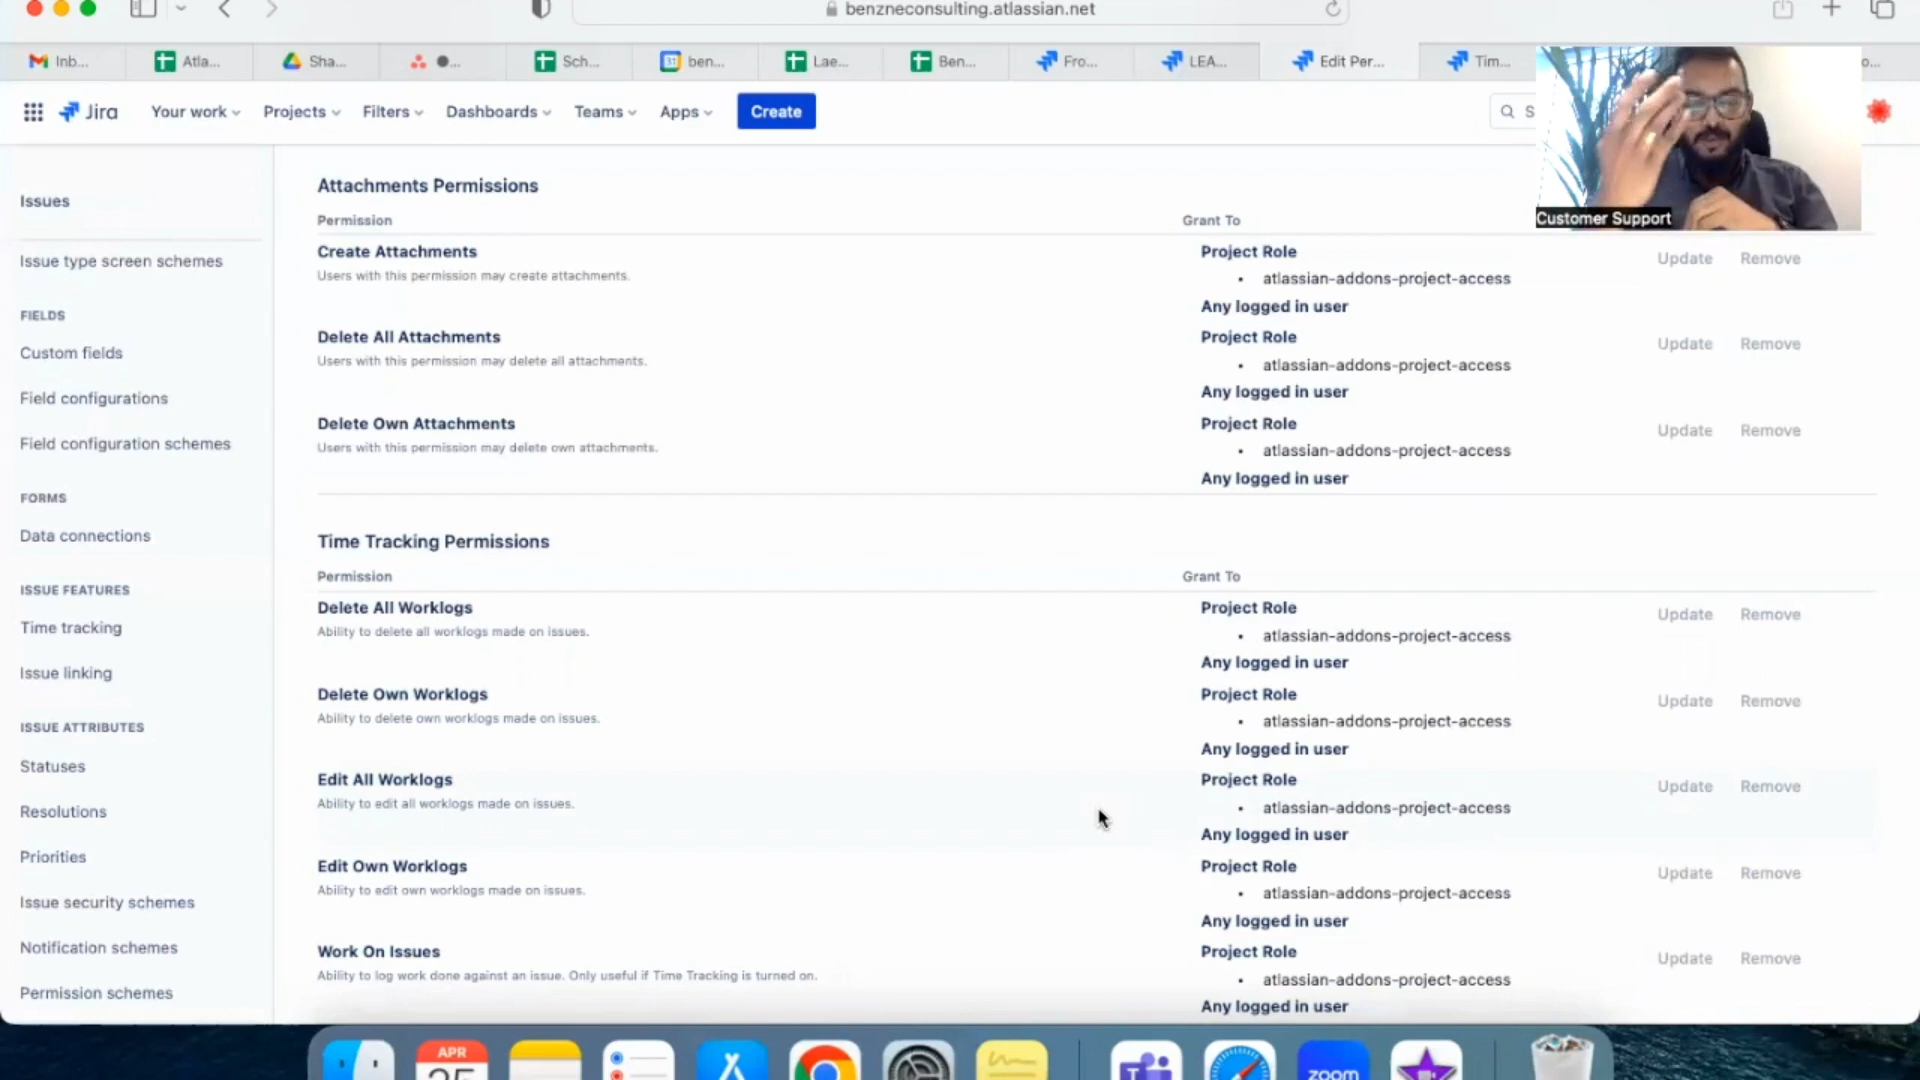 benzneconsulting.atlassian.net
Inb...
Atla...
Sha...
Sch...
31
ben...
Lae...
Ben...
Fro...
LEA...
Edit Per...
Tim...
Jira
Your work
Projects
Filters
Dashboards
Teams
Apps
Create
S
Customer Support
Issues
Issue type screen schemes
FIELDS
Custom fields
Field configurations
Field configuration schemes
FORMS
Data connections
ISSUE FEATURES
Time tracking
Issue linking
ISSUE ATTRIBUTES
Statuses
Resolutions
Priorities
Issue security schemes
Notification schemes
Permission schemes
Attachments Permissions
Permission Grant To
Create Attachments
Users with this permission may create attachments.
Project Role
• atlassian-addons-project-access
Any logged in user
Update Remove
Delete All Attachments
Users with this permission may delete all attachments.
Project Role
• atlassian-addons-project-access
Any logged in user
Update Remove
Delete Own Attachments
Users with this permission may delete own attachments.
Project Role
• atlassian-addons-project-access
Any logged in user
Update Remove
Time Tracking Permissions
Permission Grant To
Delete All Worklogs
Ability to delete all worklogs made on issues.
Project Role
• atlassian-addons-project-access
Any logged in user
Update Remove
Delete Own Worklogs
Ability to delete own worklogs made on issues.
Project Role
• atlassian-addons-project-access
Any logged in user
Update Remove
Edit All Worklogs
Ability to edit all worklogs made on issues.
Project Role
• atlassian-addons-project-access
Any logged in user
Update Remove
Edit Own Worklogs
Ability to edit own worklogs made on issues.
Project Role
• atlassian-addons-project-access
Any logged in user
Update Remove
Work On Issues
Ability to log work done against an issue. Only useful if Time Tracking is turned on.
Project Role
• atlassian-addons-project-access
Any logged in user
Update Remove
APR
25
zoom